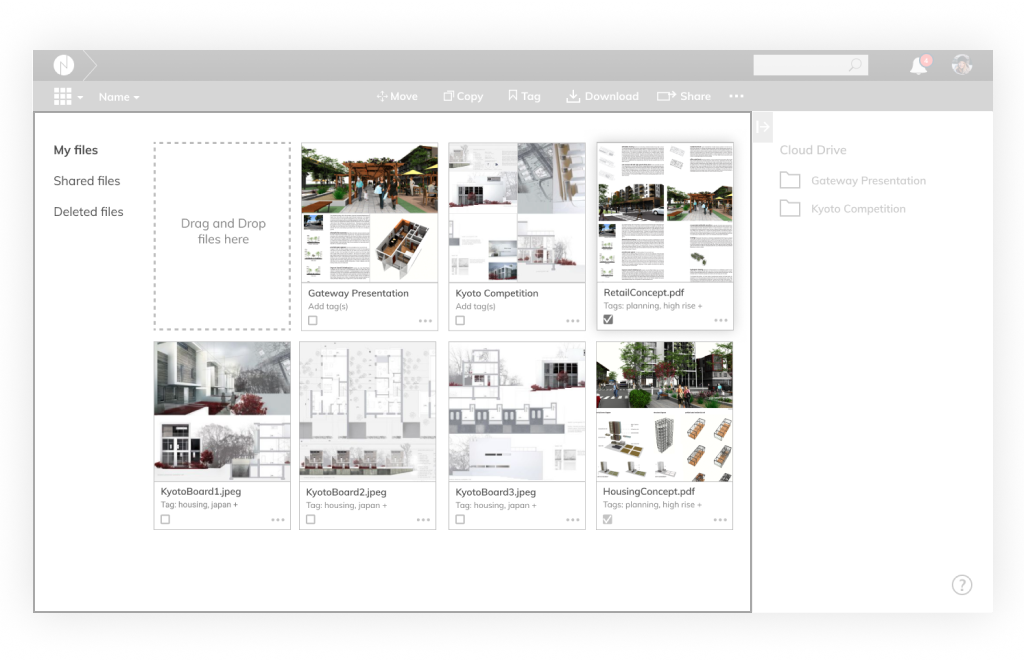 Name
Move
Copy
Tag
Download
Share
My files
Shared files
Deleted files
Drag and Drop
files here
Gateway Presentation
Add tag(s)
Kyoto Competition
Add tag(s)
RetailConcept.pdf
Tags: planning, high rise +
KyotoBoard1.jpeg
Tag: housing, japan +
KyotoBoard2.jpeg
Tag: housing, japan +
KyotoBoard3.jpeg
Tag: housing, japan +
HousingConcept.pdf
Tags: planning, high rise +
Cloud Drive
Gateway Presentation
Kyoto Competition
?